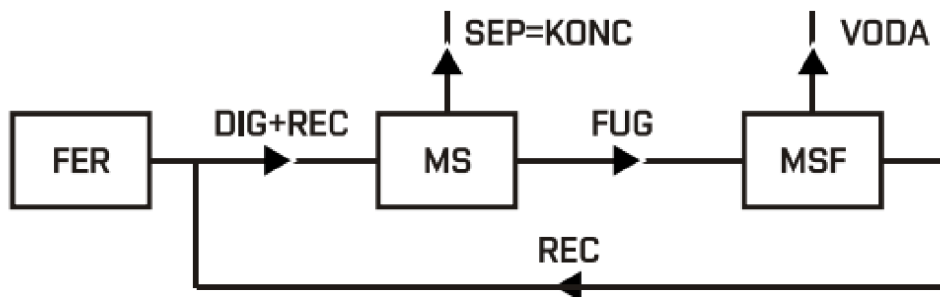 SEP=KONC
VODA
DIG+REC
FUG
FER
MS
MSF
REC